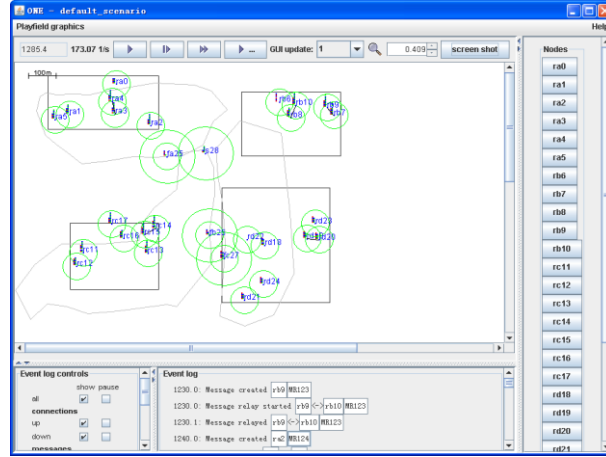 ONE - default_scenario
Playfield graphics Help
1285.4 173.07 1/s ... GUI update: 1 0.409 screen shot
Nodes
100m
ra0
ra4
ra5 ra1 ra3
ra2
rb6 rb10 rb9
rb8 rb7
fa25 s28
rc17 rc14
rc16 rc15
rc11 rc13
rc12
rd23
rd22 rd18 rd20
rc27
rd24
rd21
ra0
ra1
ra2
ra3
ra4
ra5
rb6
rb7
rb8
rb9
rb10
rc11
rc12
rc13
rc14
rc15
rc16
rc17
rd18
rd19
rd20
rd21
Event log controls
show pause
all
connections
up
down
messages
Event log
1230.0: Message created rb9 MR123
1230.0: Message relay started rb9 <-> rb10 MR123
1230.1: Message relayed rb9 <-> rb10 MR123
1240.0: Message created ra2 MR124